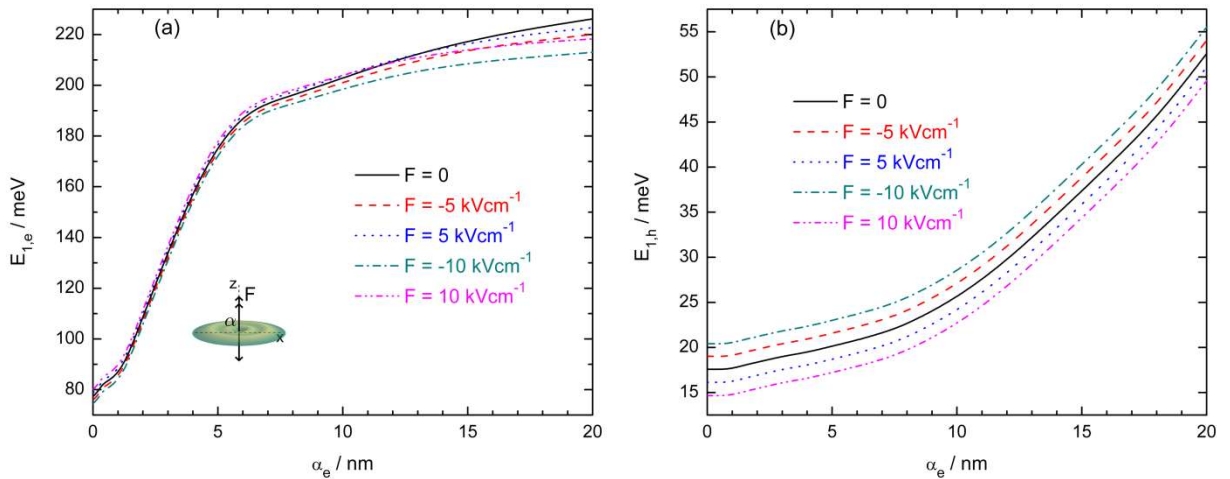 (a)
220
200
180
160
140
120
100
80
E1,e / meV
F = 0
F = -5 kVcm-1
F = 5 kVcm-1
F = -10 kVcm-1
F = 10 kVcm-1
z
F
α
x
0 5 10 15 20
αe / nm
(b)
55
50
45
40
35
30
25
20
15
E1,h / meV
F = 0
F = -5 kVcm-1
F = 5 kVcm-1
F = -10 kVcm-1
F = 10 kVcm-1
0 5 10 15 20
αe / nm